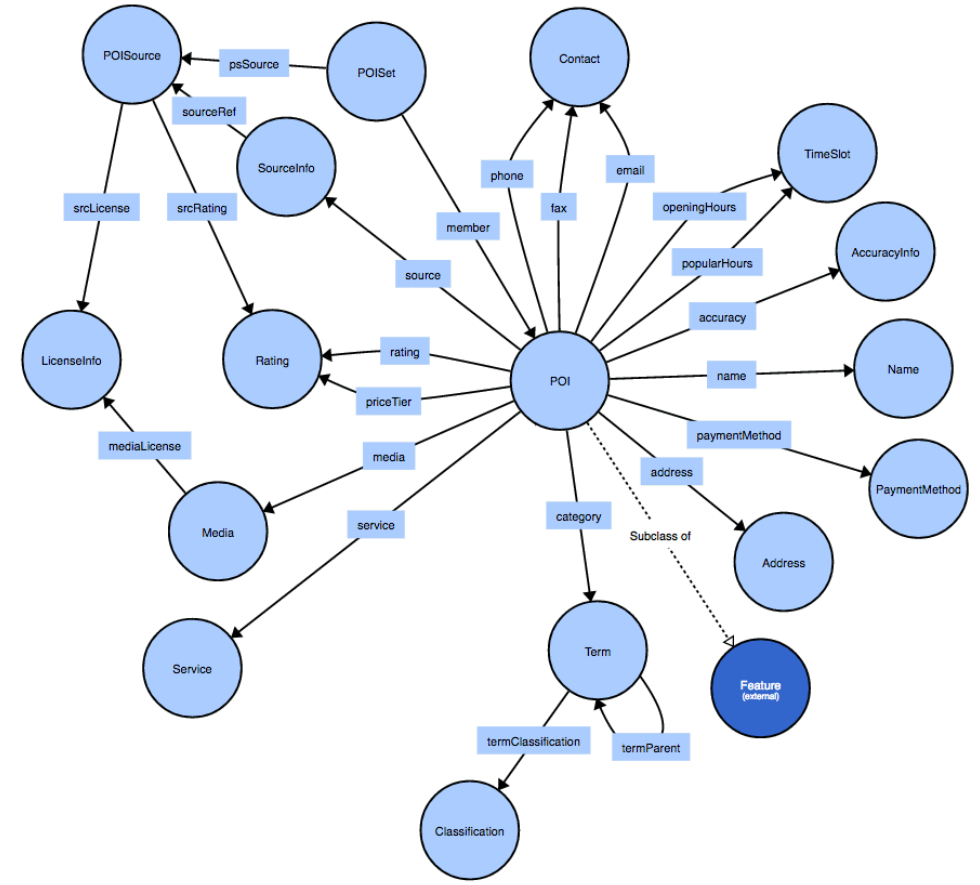 POISource
psSource
POISet
Contact
sourceRef
SourceInfo
TimeSlot
phone
email
srcLicense
srcRating
fax
openingHours
member
AccuracyInfo
source
popularHours
accuracy
LicenseInfo
Rating
rating
POI
name
Name
priceTier
mediaLicense
media
paymentMethod
address
PaymentMethod
Media
service
category
Subclass of
Address
Service
Term
Feature
(external)
termClassification
termParent
Classification